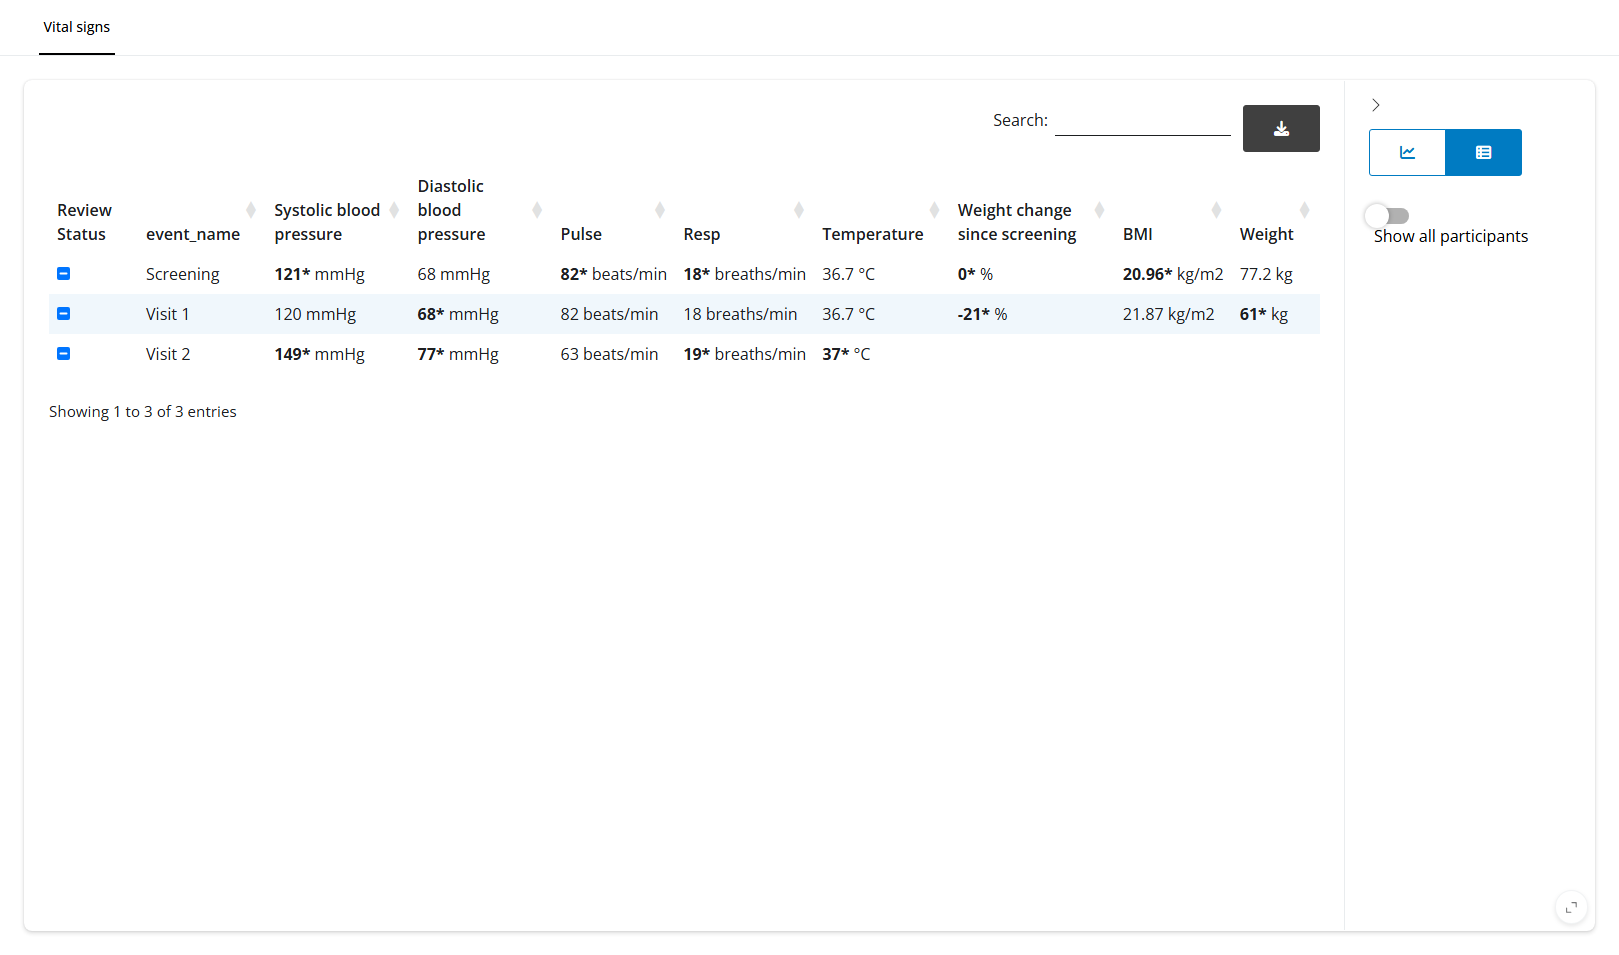 Vital signs
Search:
Review Status event_name Systolic blood pressure Diastolic blood pressure Pulse Resp Temperature Weight change since screening BMI Weight
Screening 121* mmHg 68 mmHg 82* beats/min 18* breaths/min 36.7 °C 0* % 20.96* kg/m2 77.2 kg
Visit 1 120 mmHg 68* mmHg 82 beats/min 18 breaths/min 36.7 °C -21* % 21.87 kg/m2 61* kg
Visit 2 149* mmHg 77* mmHg 63 beats/min 19* breaths/min 37* °C
Showing 1 to 3 of 3 entries
Show all participants